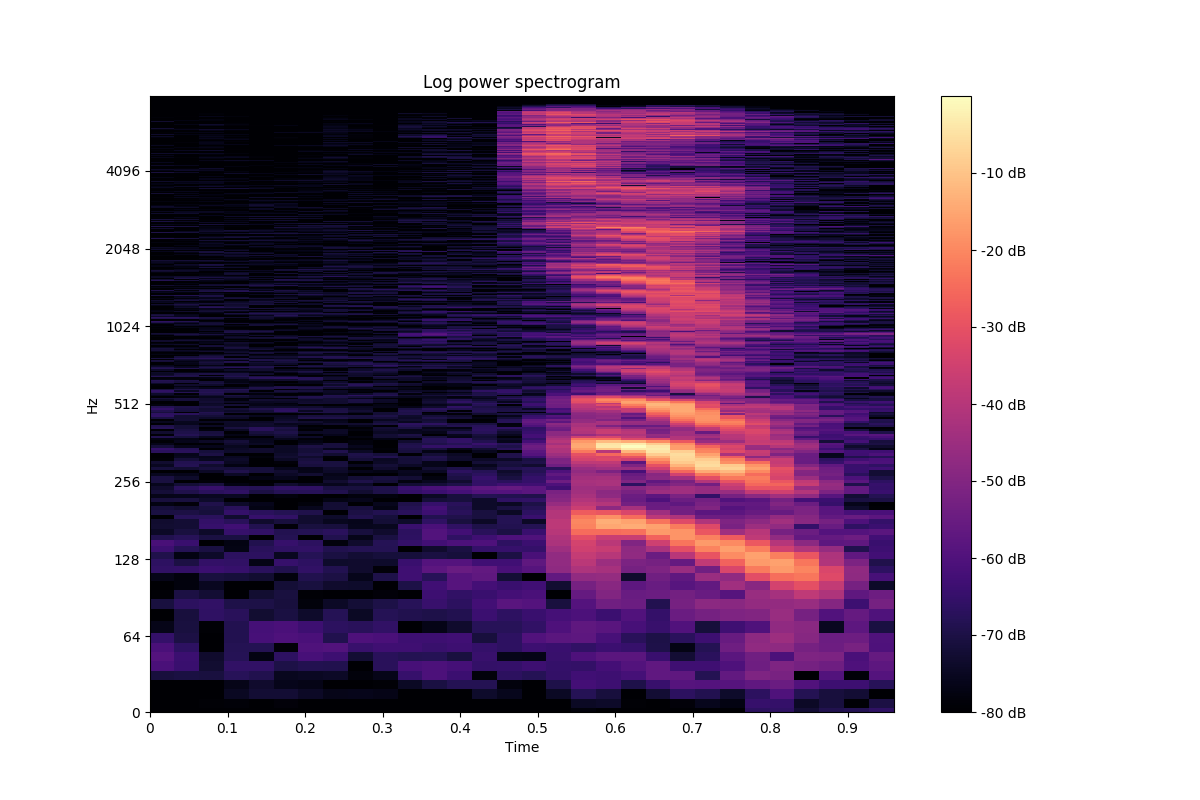 Log power spectrogram
4096
2048
1024
512
256
128
64
0
Hz
0 0.1 0.2 0.3 0.4 0.5 0.6 0.7 0.8 0.9
Time
-10 dB
-20 dB
-30 dB
-40 dB
-50 dB
-60 dB
-70 dB
-80 dB